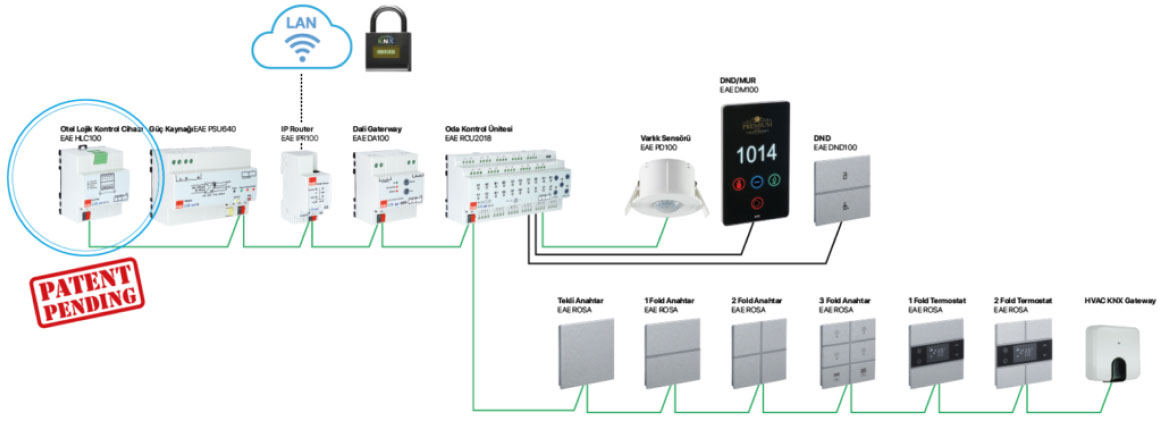 LAN
KNX
DND/MUR
EAE DM100
Otel Lojik Kontrol Cihazı
EAE HLC100
Güç Kaynağı EAE PSU640
IP Router
EAE IPR100
Dali Gaterway
EAE DA100
Oda Kontrol Ünitesi
EAE RCU2018
Varlık Sensörü
EAE PD100
DND
EAE DND100
PREMIUM
1014
PATENT
PENDING
Tekli Anahtar
EAE ROSA
1 Fold Anahtar
EAE ROSA
2 Fold Anahtar
EAE ROSA
3 Fold Anahtar
EAE ROSA
1 Fold Termostat
EAE ROSA
2 Fold Termostat
EAE ROSA
HVAC KNX Gateway